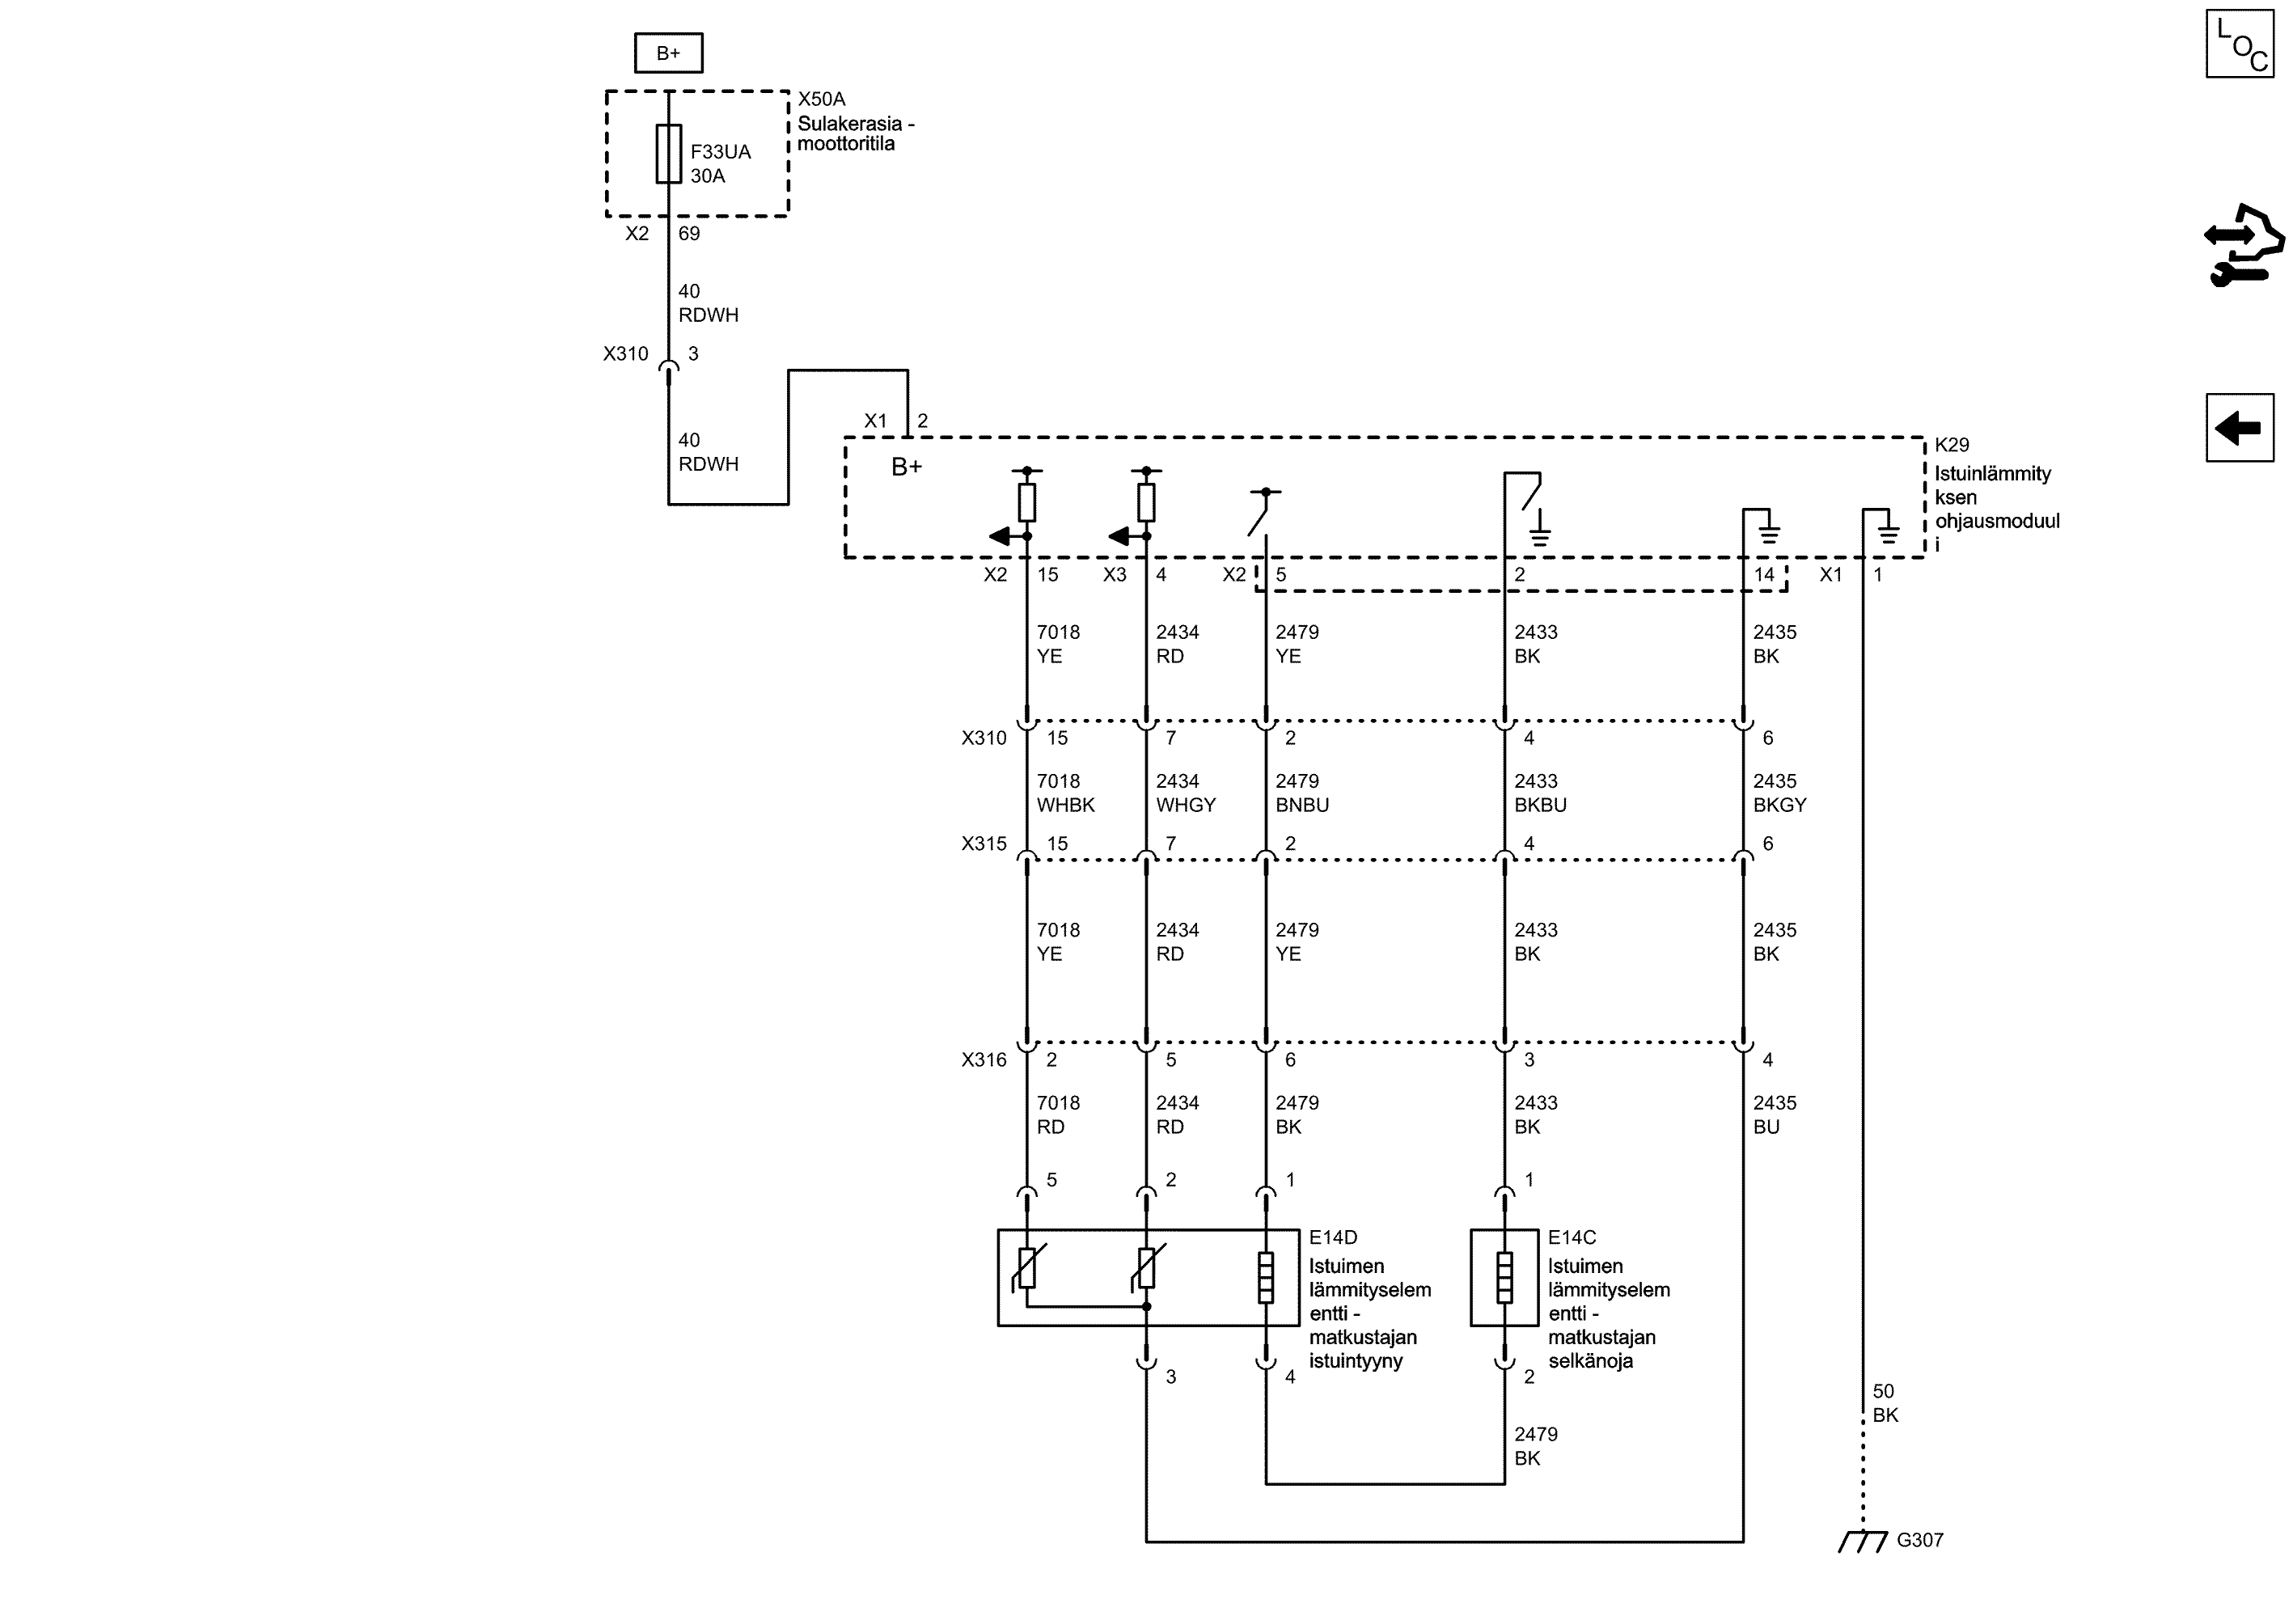 L
O
C
B+
X50A
Sulakerasia -
moottoritila
F33UA
30A
X2 69
40
RDWH
X310 3
40
RDWH
X1 2
B+
K29
Istuinlämmity
ksen
ohjausmoduul
i
X2 15 X3 4 X2 5 2 14 X1 1
7018 2434 2479 2433 2435
YE RD YE BK BK
X310 15 7 2 4 6
7018 2434 2479 2433 2435
WHBK WHGY BNBU BKBU BKGY
X315 15 7 2 4 6
7018 2434 2479 2433 2435
YE RD YE BK BK
X316 2 5 6 3 4
7018 2434 2479 2433 2435
RD RD BK BK BU
5 2 1 1
E14D
Istuimen
lämmityselem
entti -
matkustajan
istuintyyny
E14C
Istuimen
lämmityselem
entti -
matkustajan
selkänoja
3 4 2
50
BK
2479
BK
G307